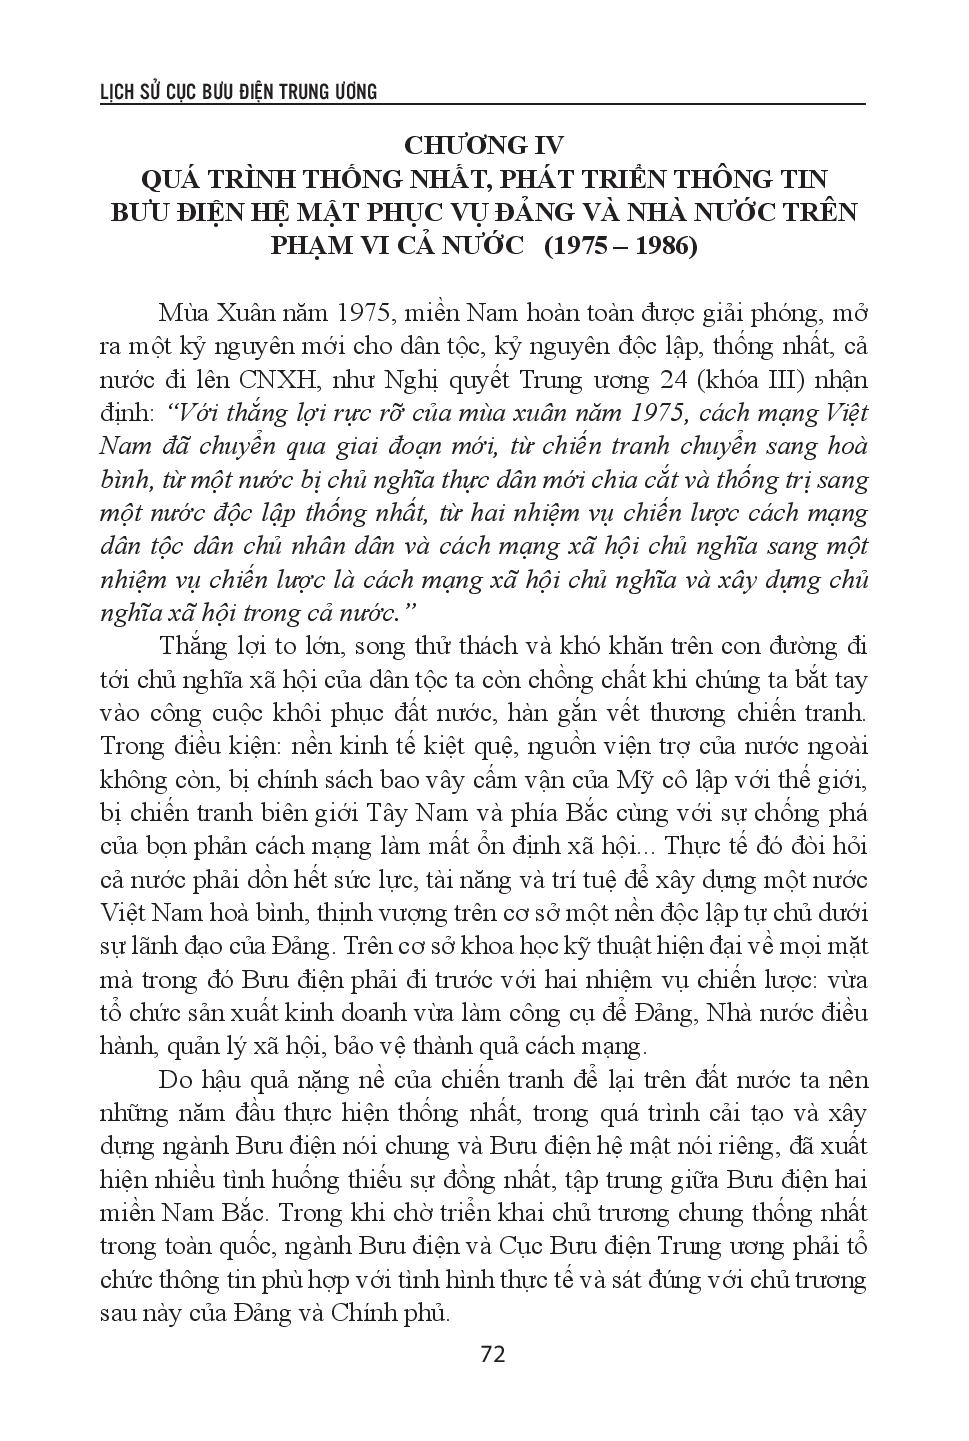 LỊCH SỬ CỤC BƯU ĐIỆN TRUNG ƯƠNG
CHƯƠNG IV
QUÁ TRÌNH THỐNG NHẤT, PHÁT TRIỂN THÔNG TIN
BƯU ĐIỆN HỆ MẬT PHỤC VỤ ĐẢNG VÀ NHÀ NƯỚC TRÊN
PHẠM VI CẢ NƯỚC (1975 – 1986)
Mùa Xuân năm 1975, miền Nam hoàn toàn được giải phóng, mở
ra một kỷ nguyên mới cho dân tộc, kỷ nguyên độc lập, thống nhất, cả
nước đi lên CNXH, như Nghị quyết Trung ương 24 (khóa III) nhận
định: “Với thắng lợi rực rỡ của mùa xuân năm 1975, cách mạng Việt
Nam đã chuyển qua giai đoạn mới, từ chiến tranh chuyển sang hoà
bình, từ một nước bị chủ nghĩa thực dân mới chia cắt và thống trị sang
một nước độc lập thống nhất, từ hai nhiệm vụ chiến lược cách mạng
dân tộc dân chủ nhân dân và cách mạng xã hội chủ nghĩa sang một
nhiệm vụ chiến lược là cách mạng xã hội chủ nghĩa và xây dựng chủ
nghĩa xã hội trong cả nước.”
Thắng lợi to lớn, song thử thách và khó khăn trên con đường đi
tới chủ nghĩa xã hội của dân tộc ta còn chồng chất khi chúng ta bắt tay
vào công cuộc khôi phục đất nước, hàn gắn vết thương chiến tranh.
Trong điều kiện: nền kinh tế kiệt quệ, nguồn viện trợ của nước ngoài
không còn, bị chính sách bao vây cấm vận của Mỹ cô lập với thế giới,
bị chiến tranh biên giới Tây Nam và phía Bắc cùng với sự chống phá
của bọn phản cách mạng làm mất ổn định xã hội... Thực tế đó đòi hỏi
cả nước phải dồn hết sức lực, tài năng và trí tuệ để xây dựng một nước
Việt Nam hoà bình, thịnh vượng trên cơ sở một nền độc lập tự chủ dưới
sự lãnh đạo của Đảng. Trên cơ sở khoa học kỹ thuật hiện đại về mọi mặt
mà trong đó Bưu điện phải đi trước với hai nhiệm vụ chiến lược: vừa
tổ chức sản xuất kinh doanh vừa làm công cụ để Đảng, Nhà nước điều
hành, quản lý xã hội, bảo vệ thành quả cách mạng.
Do hậu quả nặng nề của chiến tranh để lại trên đất nước ta nên
những năm đầu thực hiện thống nhất, trong quá trình cải tạo và xây
dựng ngành Bưu điện nói chung và Bưu điện hệ mật nói riêng, đã xuất
hiện nhiều tình huống thiếu sự đồng nhất, tập trung giữa Bưu điện hai
miền Nam Bắc. Trong khi chờ triển khai chủ trương chung thống nhất
trong toàn quốc, ngành Bưu điện và Cục Bưu điện Trung ương phải tổ
chức thông tin phù hợp với tình hình thực tế và sát đúng với chủ trương
sau này của Đảng và Chính phủ.
72